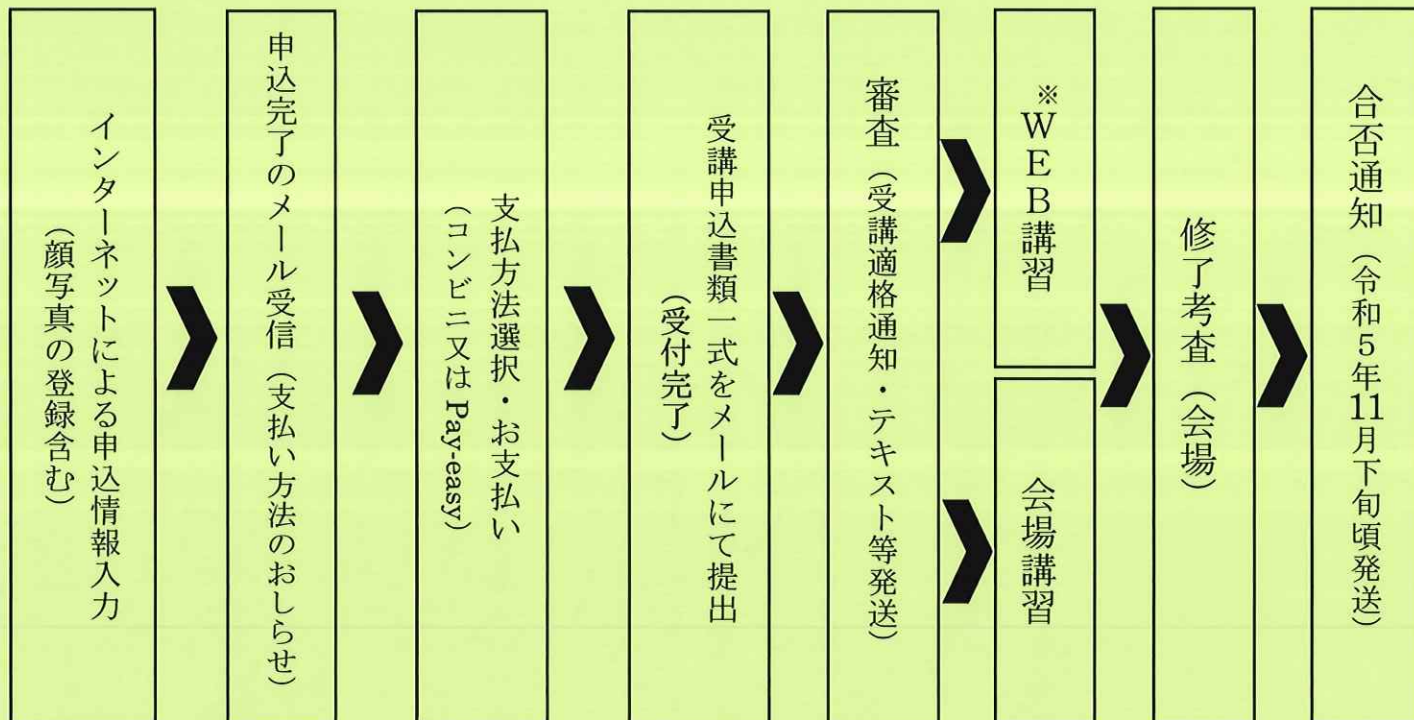 インターネットによる申込情報入力
（顔写真の登録含む）
申込完了のメール受信（支払い方法のおしらせ）
支払方法選択・お支払い
（コンビニ又は Pay-easy）
受講申込書類一式をメールにて提出
（受付完了）
審査（受講適格通知・テキスト等発送）
※WEB講習
会場講習
修了考査（会場）
合否通知（令和5年11月下旬頃発送）